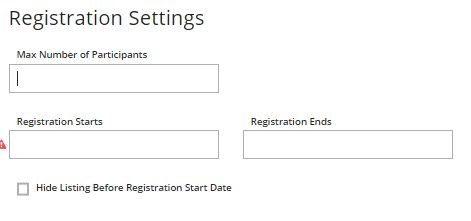 Registration Settings
Max Number of Participants
Registration Starts
Registration Ends
Hide Listing Before Registration Start Date